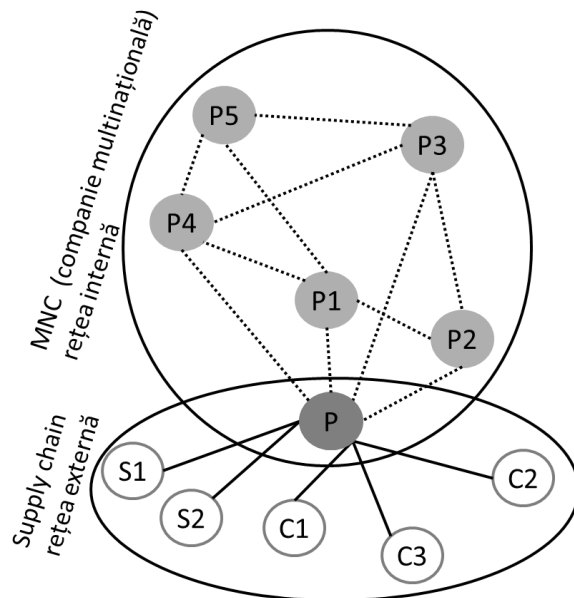 MNC (companie multinațională)
rețea internă
P5
P3
P4
P1
P2
P
Supply chain
rețea externă
S1
S2
C1
C3
C2